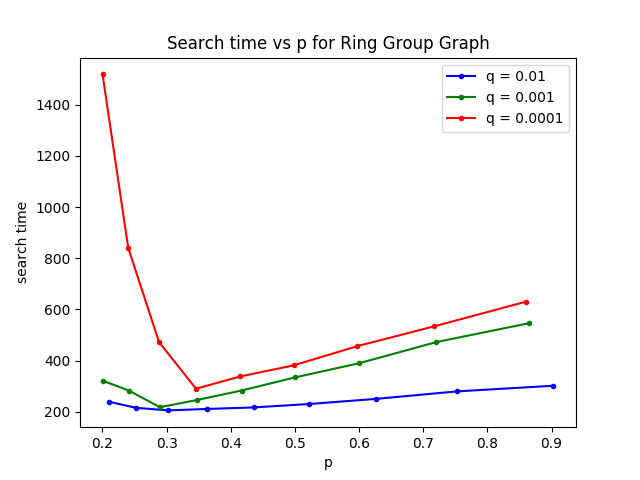 Search time vs p for Ring Group Graph
q = 0.01
q = 0.001
q = 0.0001
1400
1200
1000
800
600
400
200
search time
0.2 0.3 0.4 0.5 0.6 0.7 0.8 0.9
p